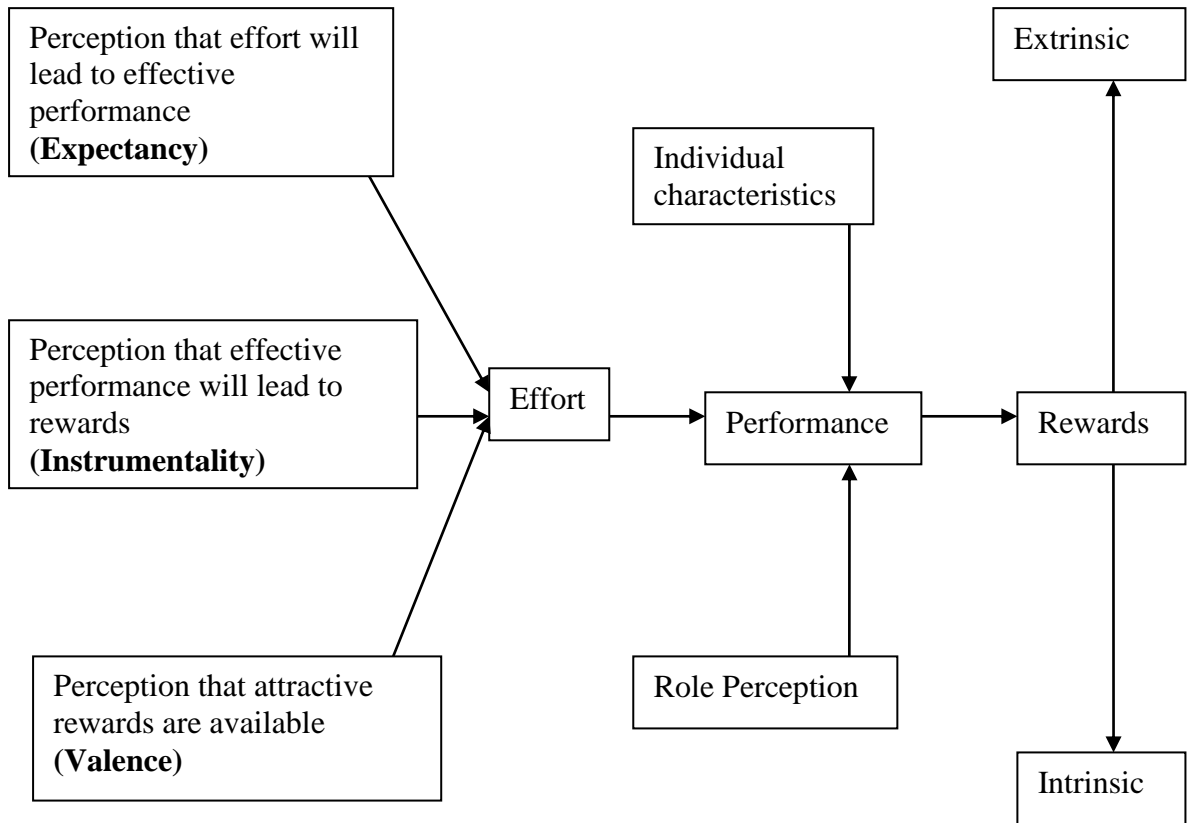 Perception that effort will
lead to effective
performance
(Expectancy)
Perception that effective
performance will lead to
rewards
(Instrumentality)
Perception that attractive
rewards are available
(Valence)
Effort
Individual
characteristics
Performance
Role Perception
Extrinsic
Rewards
Intrinsic